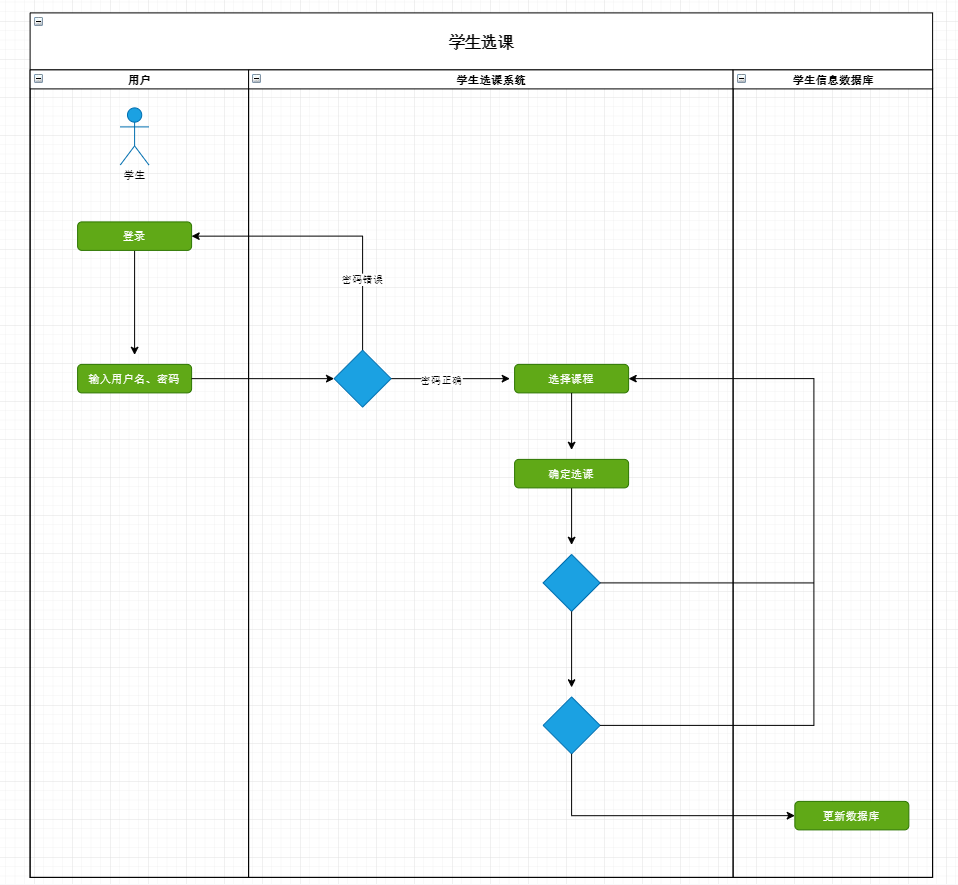 学生选课
用户
学生选课系统
学生信息数据库
学生
登录
密码错误
输入用户名、密码
密码正确
选择课程
确定选课
更新数据库